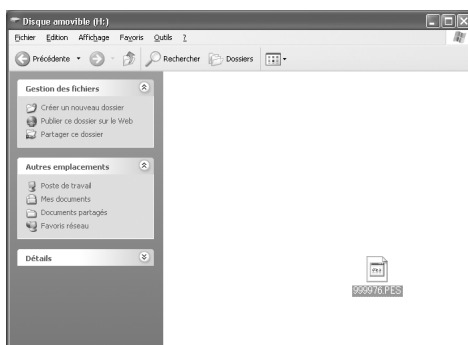 Disque amovible (H:)
Fichier Edition Affichage Favoris Outils ?
Précédente Rechercher Dossiers
Gestion des fichiers
Créer un nouveau dossier
Publier ce dossier sur le Web
Partager ce dossier
Autres emplacements
Poste de travail
Mes documents
Documents partagés
Favoris réseau
Détails
999976.PES